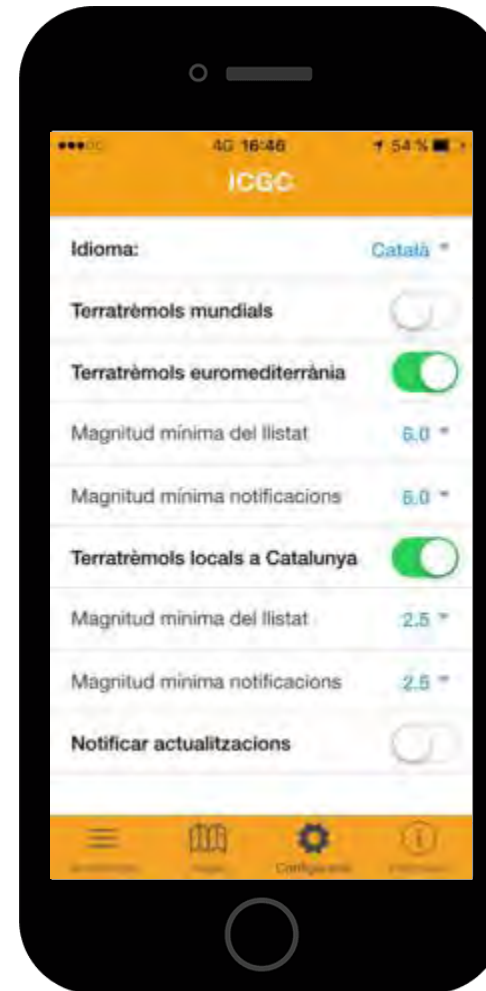 4G 16:46 54 %
ICGC
Idioma: Català
Terratrèmols mundials
Terratrèmols euromediterrània
Magnitud mínima del llistat 6.0
Magnitud mínima notificacions 6.0
Terratrèmols locals a Catalunya
Magnitud mínima del llistat 2.5
Magnitud mínima notificacions 2.5
Notificar actualitzacions